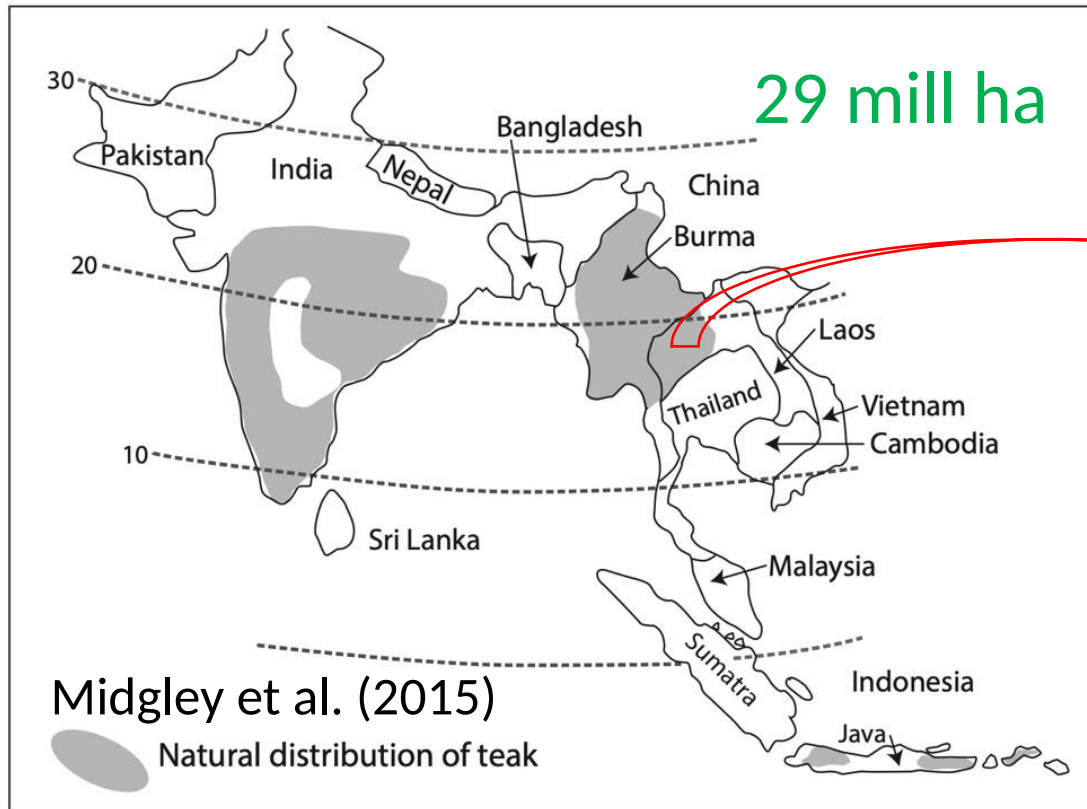 30
29 mill ha
Bangladesh
Pakistan
India
Nepal
China
Burma
20
Laos
Thailand
Vietnam
Cambodia
10
Sri Lanka
Malaysia
Sumatra
Indonesia
Midgley et al. (2015)
Java
Natural distribution of teak